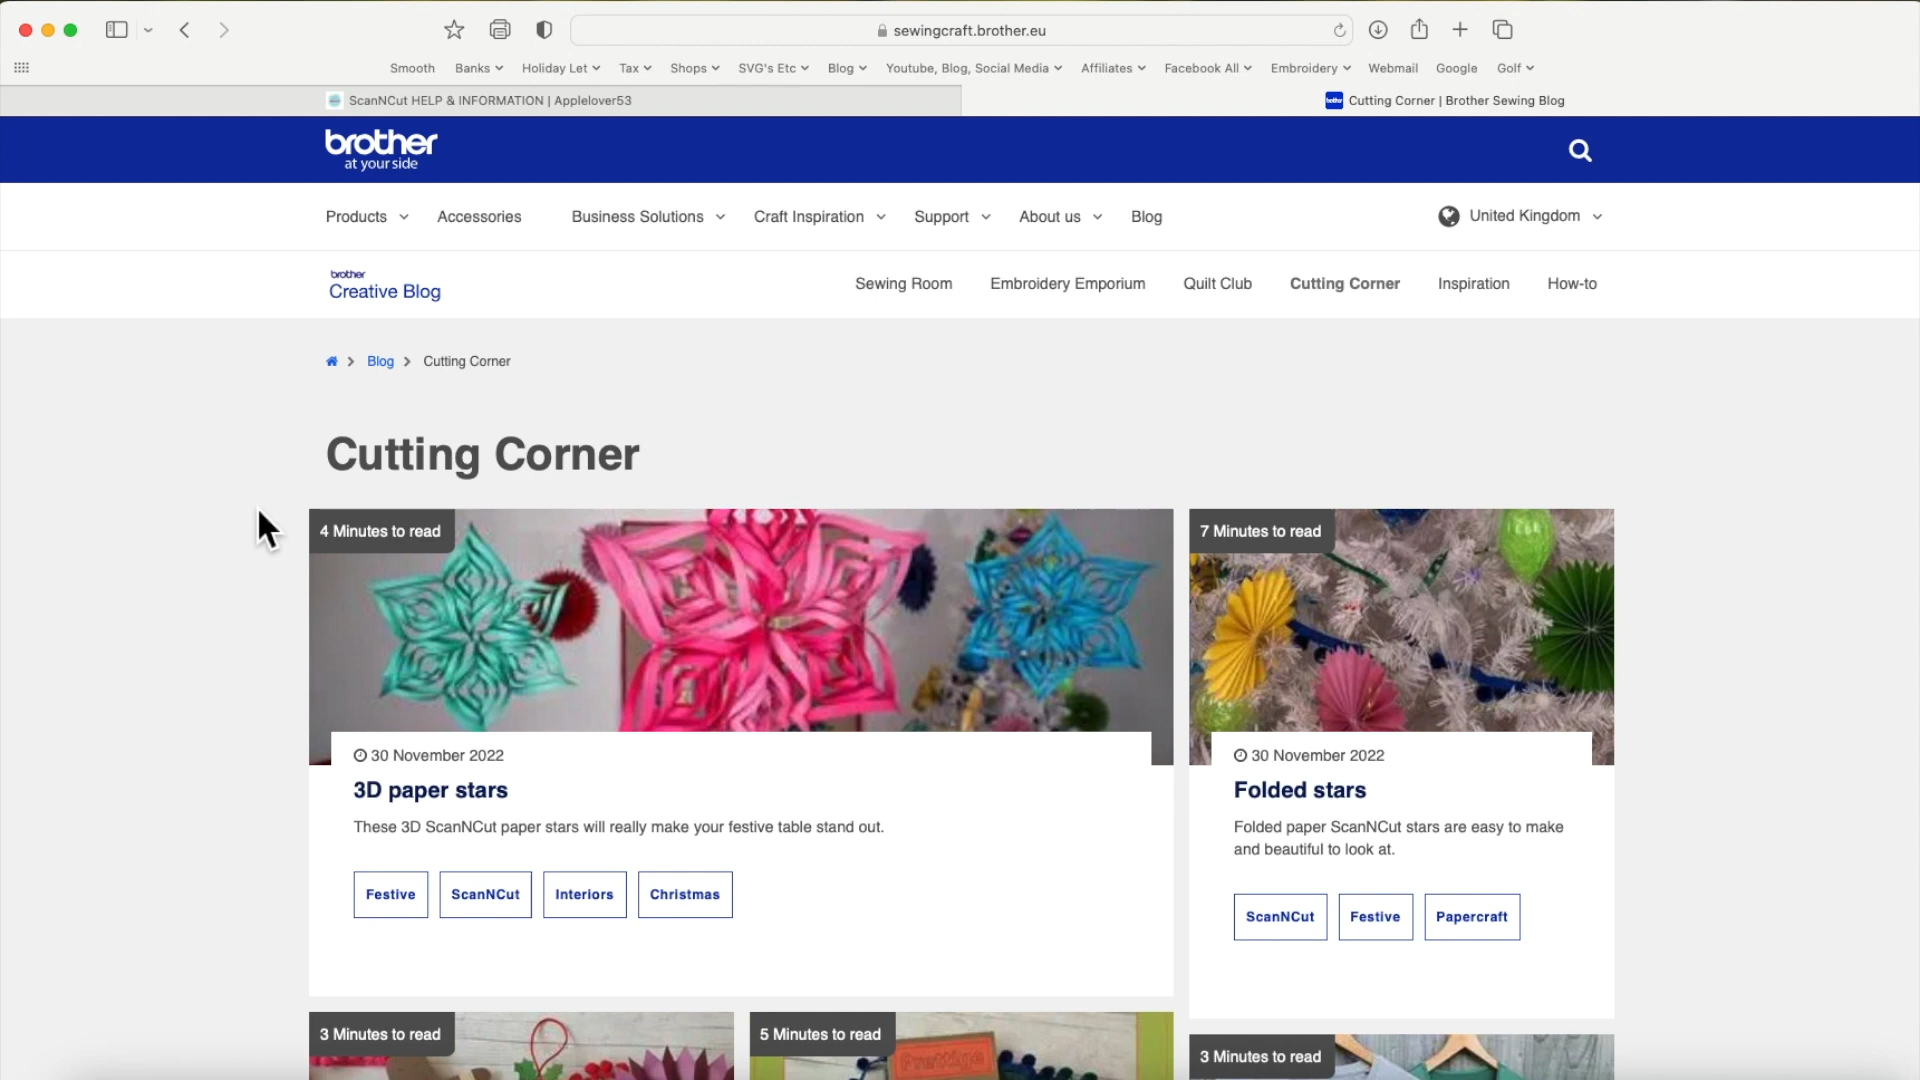 sewingcraft.brother.eu
Smooth Banks Holiday Let Tax Shops SVG's Etc Blog Youtube, Blog, Social Media Affiliates Facebook All Embroidery Webmail Google Golf
ScanNCut HELP & INFORMATION | Applelover53
brother Cutting Corner | Brother Sewing Blog
brother
at your side
Products Accessories Business Solutions Craft Inspiration Support About us Blog United Kingdom
brother
Creative Blog
Sewing Room Embroidery Emporium Quilt Club Cutting Corner Inspiration How-to
Blog Cutting Corner
Cutting Corner
4 Minutes to read
30 November 2022
3D paper stars
These 3D ScanNCut paper stars will really make your festive table stand out.
Festive ScanNCut Interiors Christmas
7 Minutes to read
30 November 2022
Folded stars
Folded paper ScanNCut stars are easy to make
and beautiful to look at.
ScanNCut Festive Papercraft
3 Minutes to read
5 Minutes to read
Prettige
3 Minutes to read